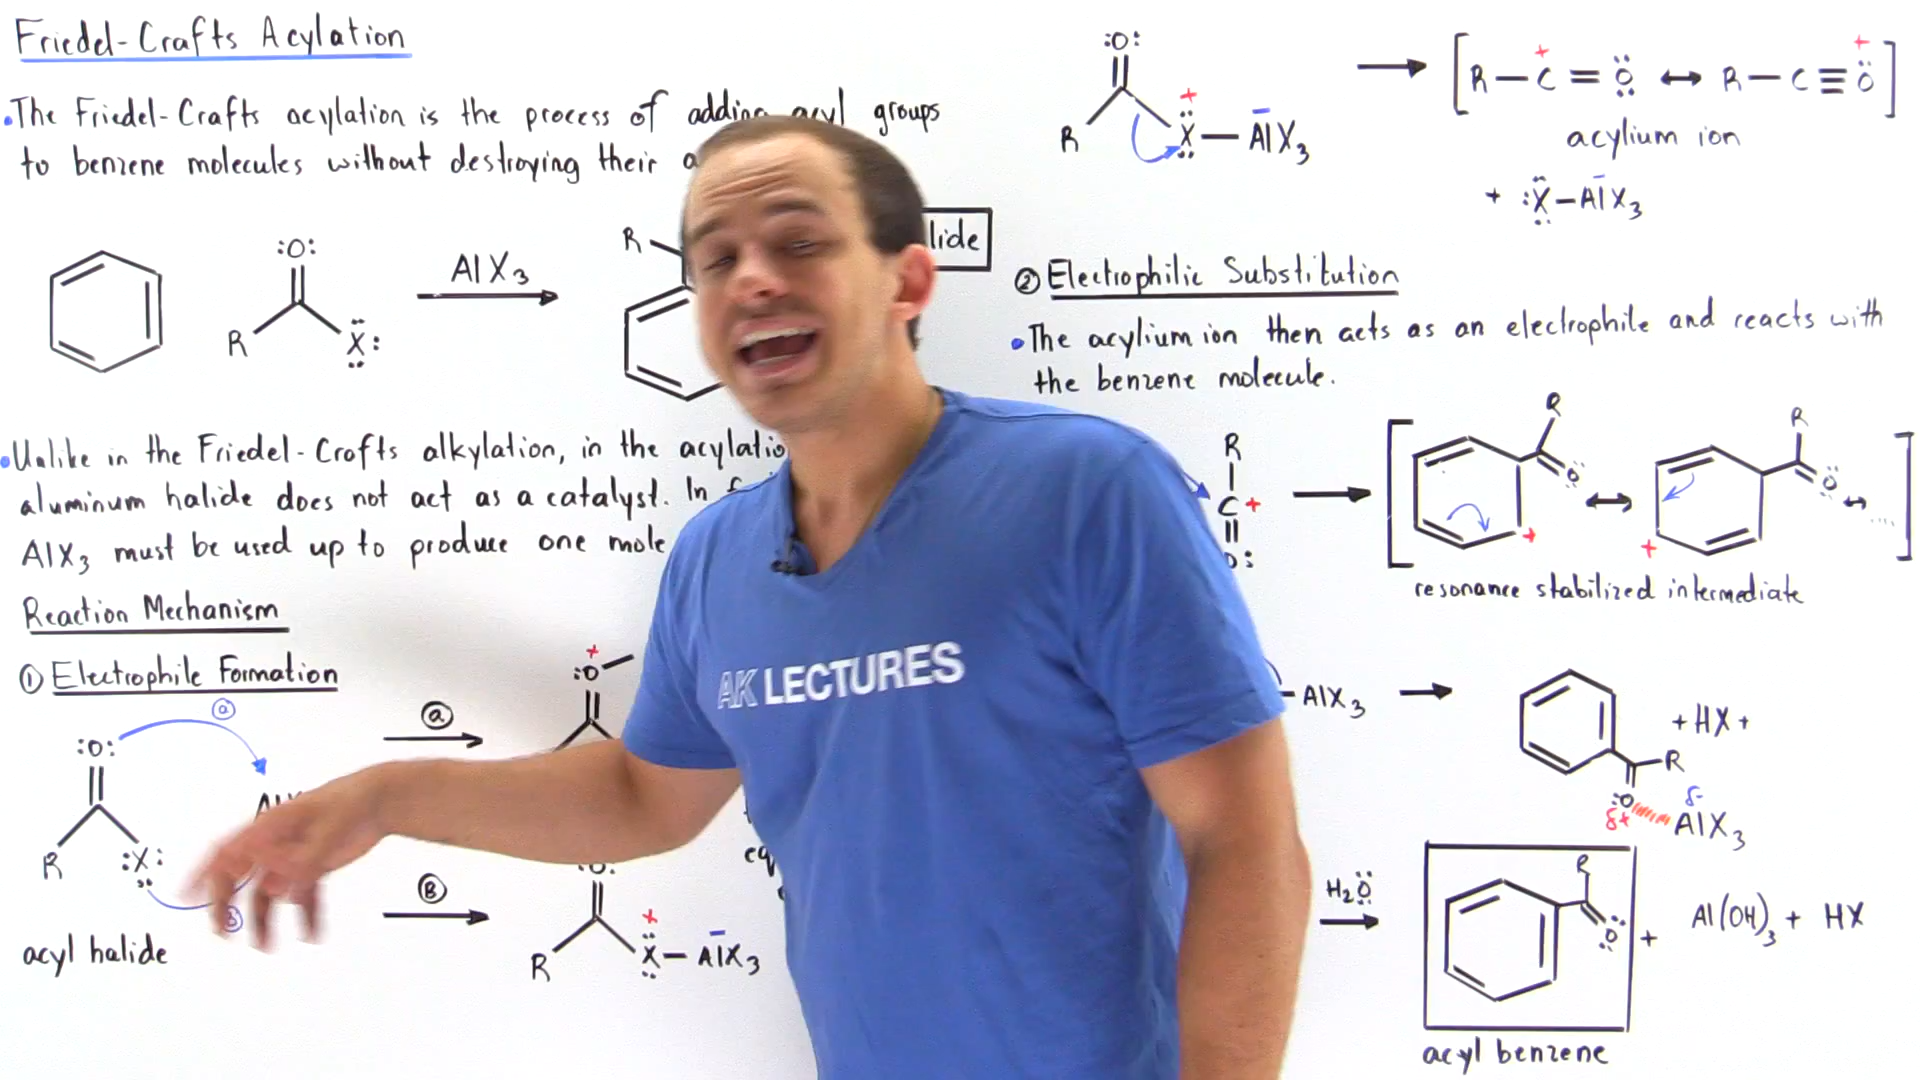 Friedel-Crafts Acylation
•The Friedel-Crafts acylation is the process of adding acyl groups
to benzene molecules without destroying their
:O:
R
X:
AlX3
R
lide
•Unlike in the Friedel-Crafts alkylation, in the
aluminum halide does not act as a catalyst. In
AlX3 must be used up to produce one mole
Reaction Mechanism
① Electrophile Formation
ⓐ
:O:
R
:X:
Ⓑ
acyl halide
ⓐ
+
:O
Ⓑ
R
+
X—AlX3
−
:O:
R
+
X—AlX3
−
[R—C=O ↔ R—C≡O]
+
+
acylium ion
+ :X—AlX3
−
② Electrophilic Substitution
•The acylium ion then acts as an electrophile and reacts with
the benzene molecule.
R
C+
O:
R
O
+
↔
R
O
+
↔....
resonance stabilized intermediate
—AlX3
+ HX +
R
:O
δ+
δ-
AlX3
H2O
R
O
+ Al(OH)3 + HX
acyl benzene
AK LECTURES